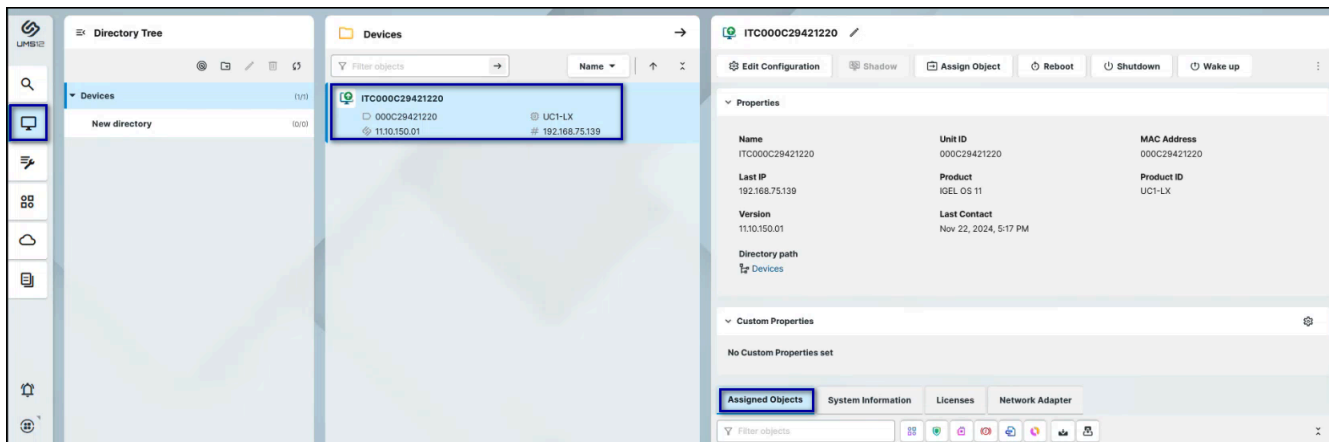 UMS12
Directory Tree
Devices (1/1)
New directory (0/0)
Devices
Filter objects
Name
ITC000C29421220
000C29421220 UC1-LX
11.10.150.01 # 192.168.75.139
ITC000C29421220
Edit Configuration Shadow Assign Object Reboot Shutdown Wake up
Properties
Name Unit ID MAC Address
ITC000C29421220 000C29421220 000C29421220
Last IP Product Product ID
192.168.75.139 IGEL OS 11 UC1-LX
Version Last Contact
11.10.150.01 Nov 22, 2024, 5:17 PM
Directory path
Devices
Custom Properties
No Custom Properties set
Assigned Objects System Information Licenses Network Adapter
Filter objects